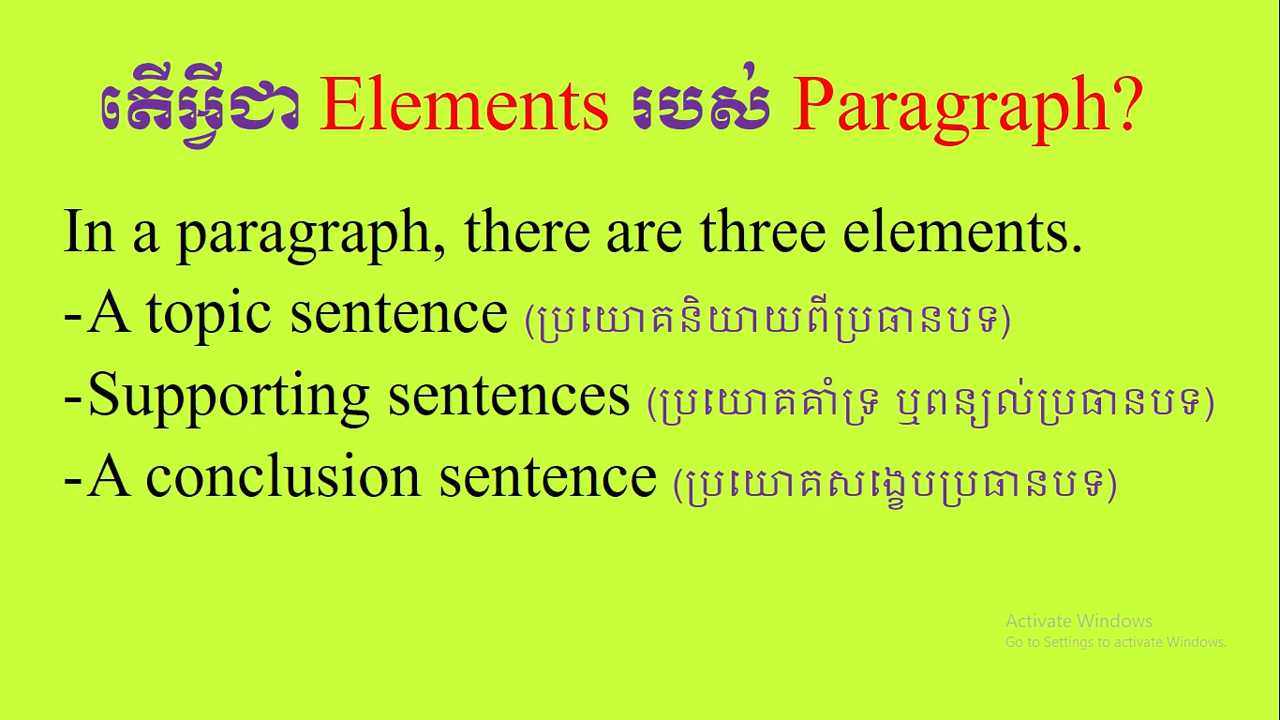 តើអ្វីជា Elements របស់ Paragraph?
In a paragraph, there are three elements.
-A topic sentence (ប្រយោគនិយាយពីប្រធានបទ)
-Supporting sentences (ប្រយោគគាំទ្រ ឬពន្យល់ប្រធានបទ)
-A conclusion sentence (ប្រយោគសង្ខេបប្រធានបទ)
Activate Windows
Go to Settings to activate Windows.